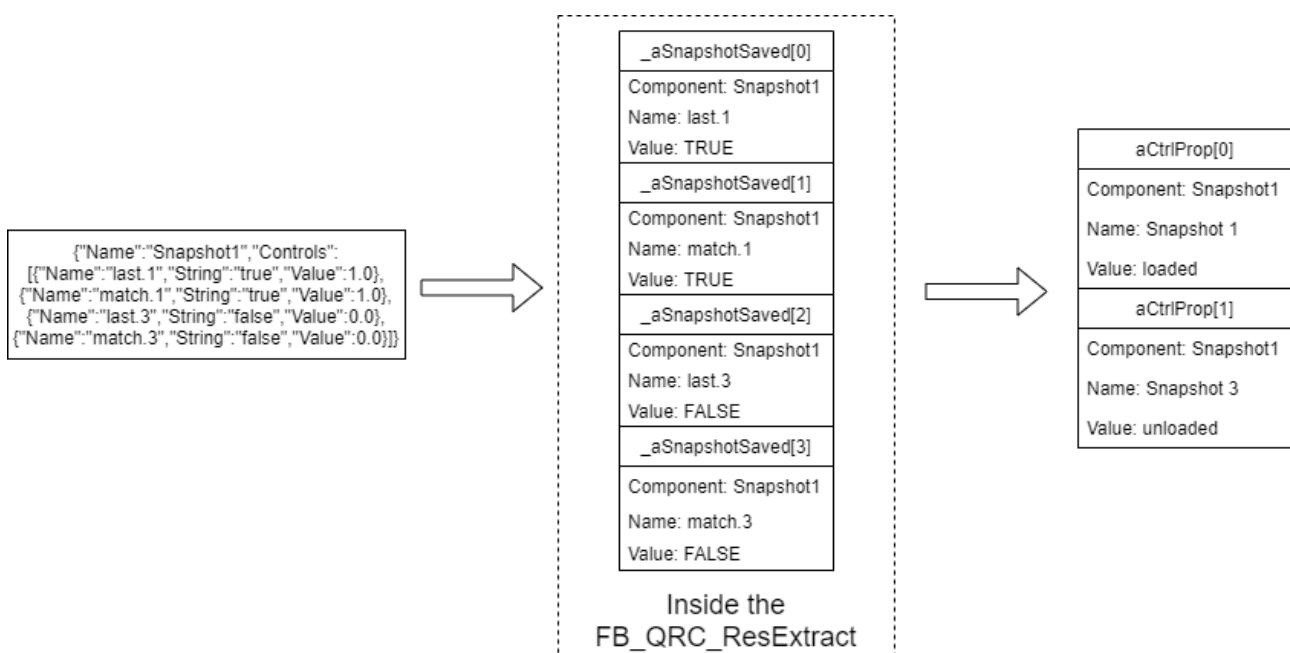 {"Name":"Snapshot1","Controls":
[{"Name":"last.1","String":"true","Value":1.0},
{"Name":"match.1","String":"true","Value":1.0},
{"Name":"last.3","String":"false","Value":0.0},
{"Name":"match.3","String":"false","Value":0.0}]}
_aSnapshotSaved[0]
Component: Snapshot1
Name: last.1
Value: TRUE
_aSnapshotSaved[1]
Component: Snapshot1
Name: match.1
Value: TRUE
_aSnapshotSaved[2]
Component: Snapshot1
Name: last.3
Value: FALSE
_aSnapshotSaved[3]
Component: Snapshot1
Name: match.3
Value: FALSE
Inside the
FB_QRC_ResExtract
aCtrlProp[0]
Component: Snapshot1
Name: Snapshot 1
Value: loaded
aCtrlProp[1]
Component: Snapshot1
Name: Snapshot 3
Value: unloaded